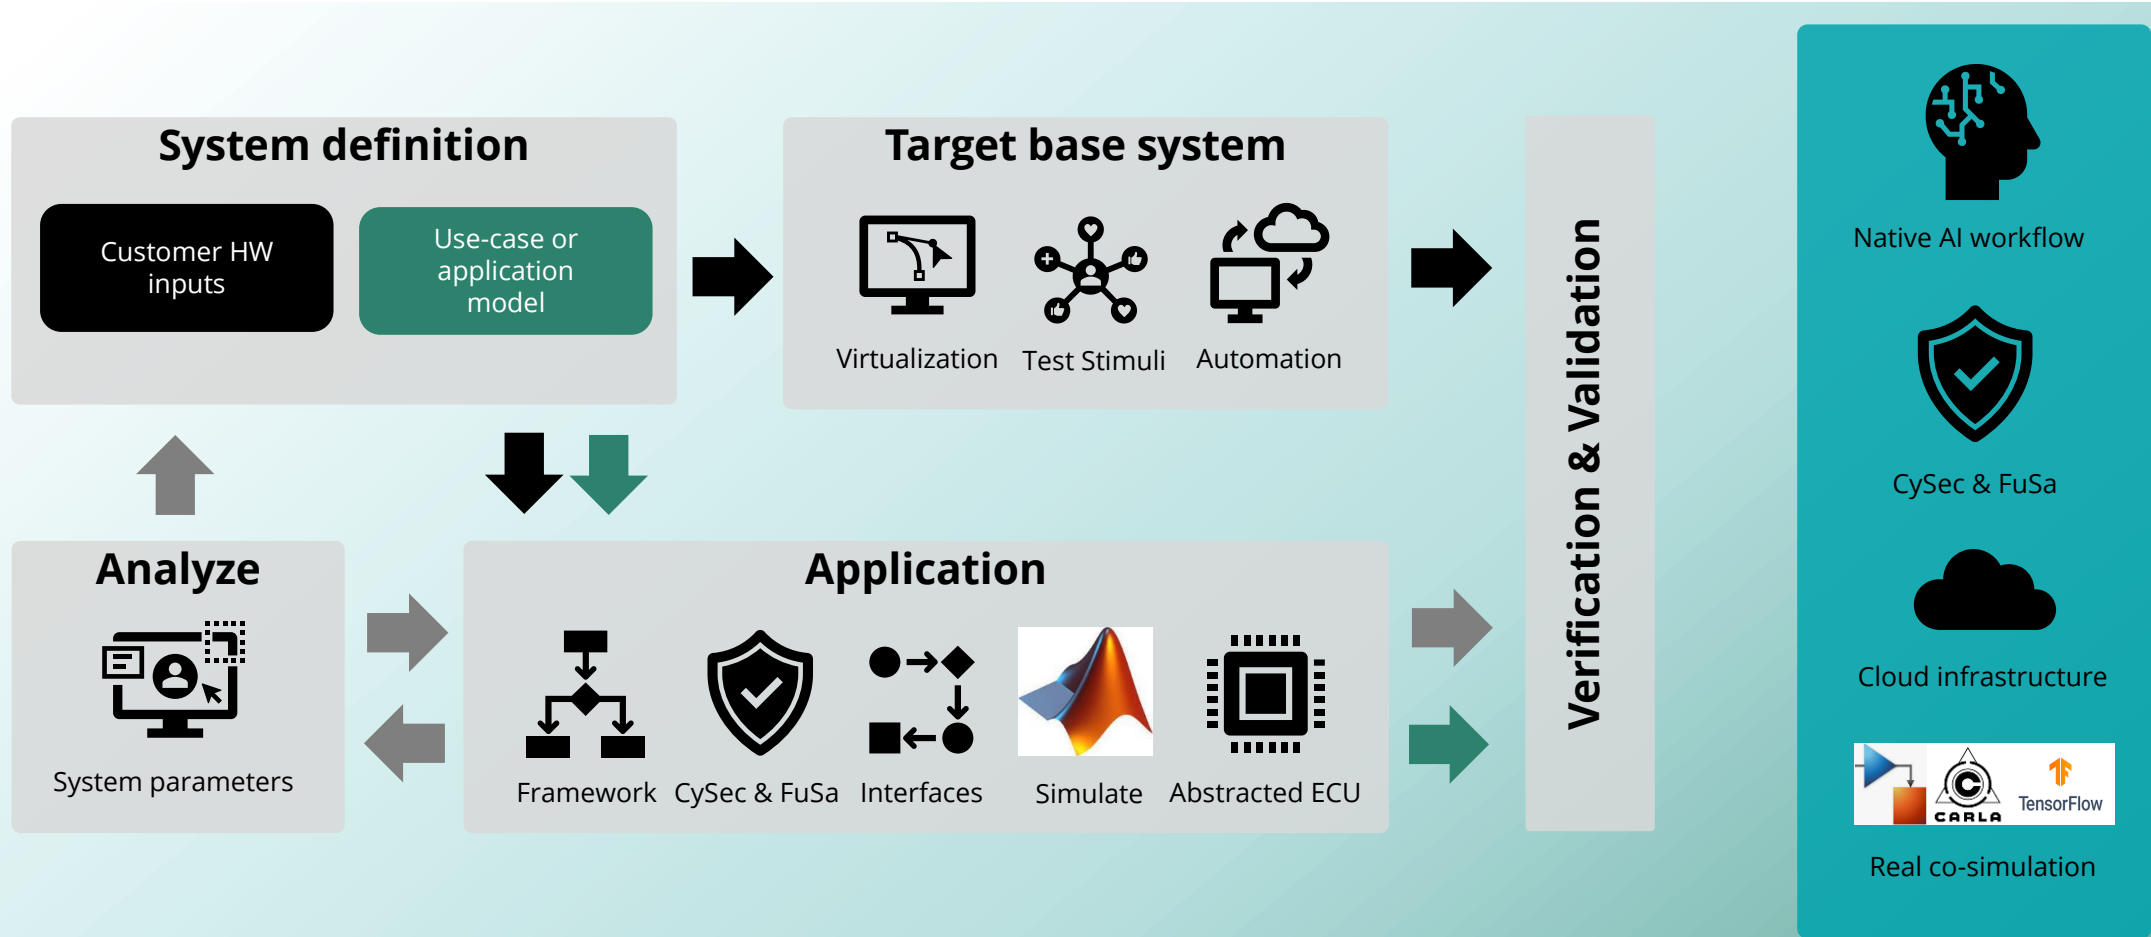 System definition
Customer HW
inputs
Use-case or
application
model
Target base system
Virtualization
Test Stimuli
Automation
Analyze
System parameters
Application
Framework
CySec & FuSa
Interfaces
Simulate
Abstracted ECU
Verification & Validation
Native AI workflow
CySec & FuSa
Cloud infrastructure
C
CARLA
TensorFlow
Real co-simulation